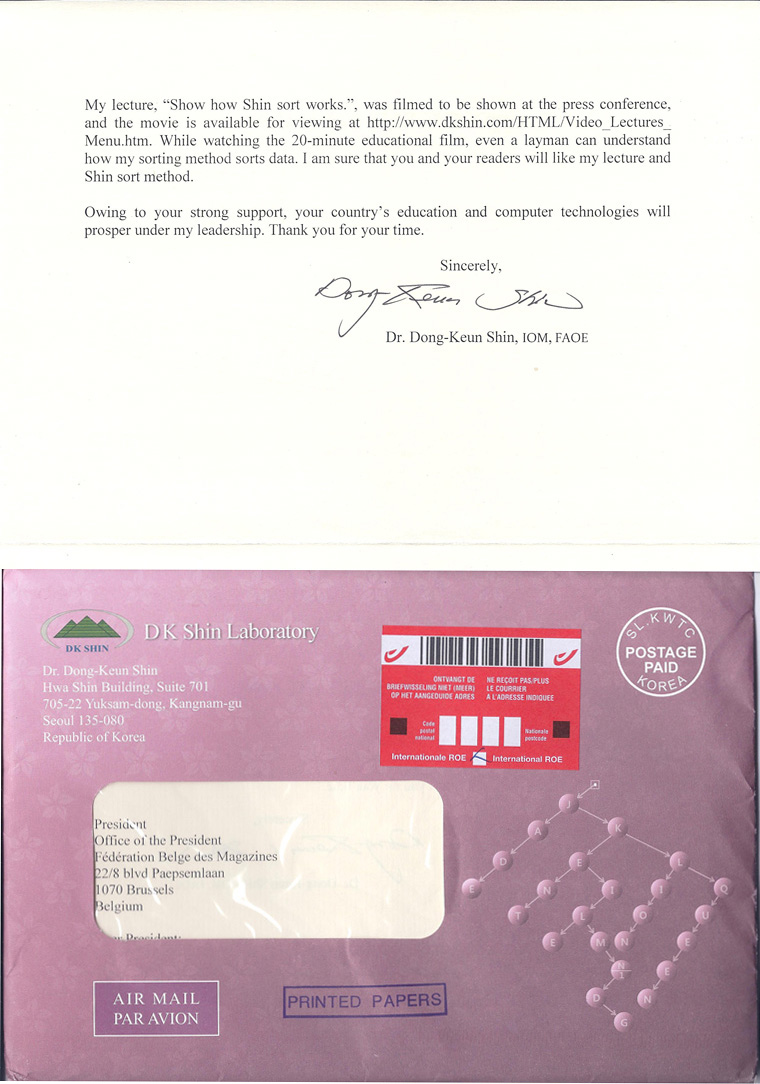 My lecture, “Show how Shin sort works.”, was filmed to be shown at the press conference,
and the movie is available for viewing at http://www.dkshin.com/HTML/Video_Lectures_
Menu.htm. While watching the 20-minute educational film, even a layman can understand
how my sorting method sorts data. I am sure that you and your readers will like my lecture and
Shin sort method.
Owing to your strong support, your country’s education and computer technologies will
prosper under my leadership. Thank you for your time.
Sincerely,
Dong Keun Shin
Dr. Dong-Keun Shin, IOM, FAOE
DK SHIN
DK Shin Laboratory
Dr. Dong-Keun Shin
Hwa Shin Building, Suite 701
705-22 Yuksam-dong, Kangnam-gu
Seoul 135-080
Republic of Korea
ONTVANGT DE
BRIEFWISSELING NIET (MEER)
OP HET AANGEDUIDE ADRES
NE REÇOIT PAS/PLUS
LE COURRIER
A L'ADRESSE INDIQUEE
Code
postal
national
Nationale
postcode
Internationale ROE
International ROE
SL. KWTC
POSTAGE
PAID
KOREA
President
Office of the President
Fédération Belge des Magazines
22/8 blvd Paepsemlaan
1070 Brussels
Belgium
President:
J
A
K
D
E
L
E
N
I
I
Q
T
L
O
U
E
M
N
E
N
1
E
D
N
G
AIR MAIL
PAR AVION
PRINTED PAPERS